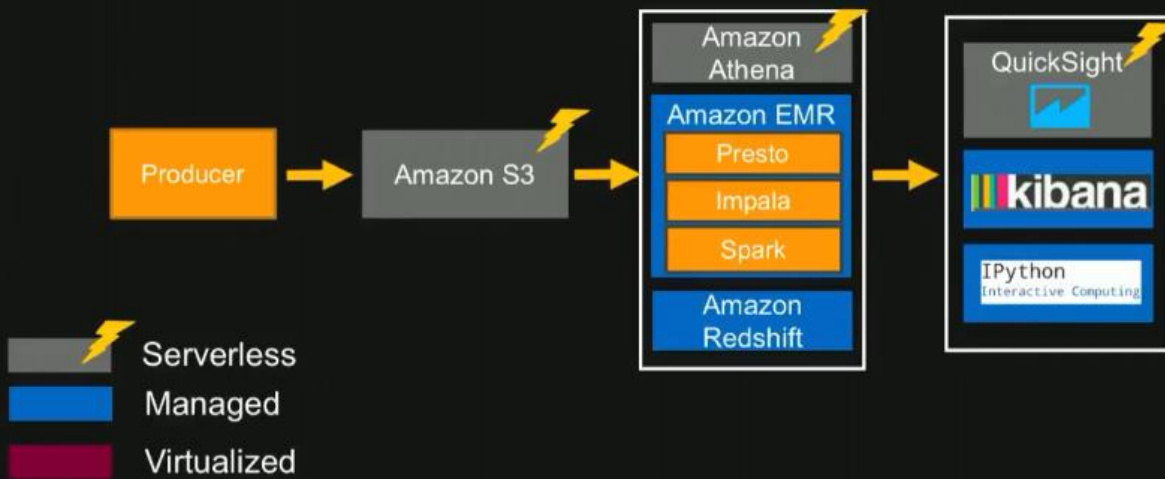 Producer
Amazon S3
Amazon
Athena
Amazon EMR
Presto
Impala
Spark
Amazon
Redshift
QuickSight
kibana
IPython
Interactive Computing
Serverless
Managed
Virtualized